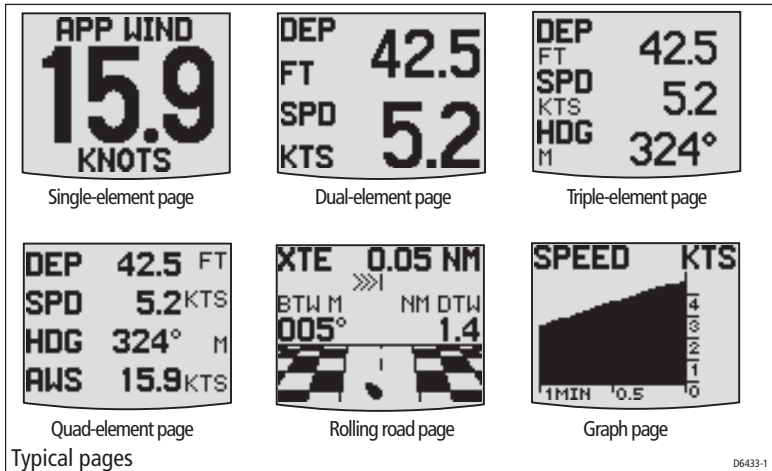 APP WIND
15.9
KNOTS
Single-element page
DEP 42.5
FT
SPD 5.2
KTS
Dual-element page
DEP 42.5
FT
SPD 5.2
KTS
HDG 324°
M
Triple-element page
DEP 42.5 FT
SPD 5.2 KTS
HDG 324° M
AWS 15.9 KTS
Quad-element page
XTE 0.05 NM
BTW M NM DTW
005° 1.4
Rolling road page
SPEED KTS
4
3
2
1
0
1MIN 0.5 0
Graph page
Typical pages
D6433-1